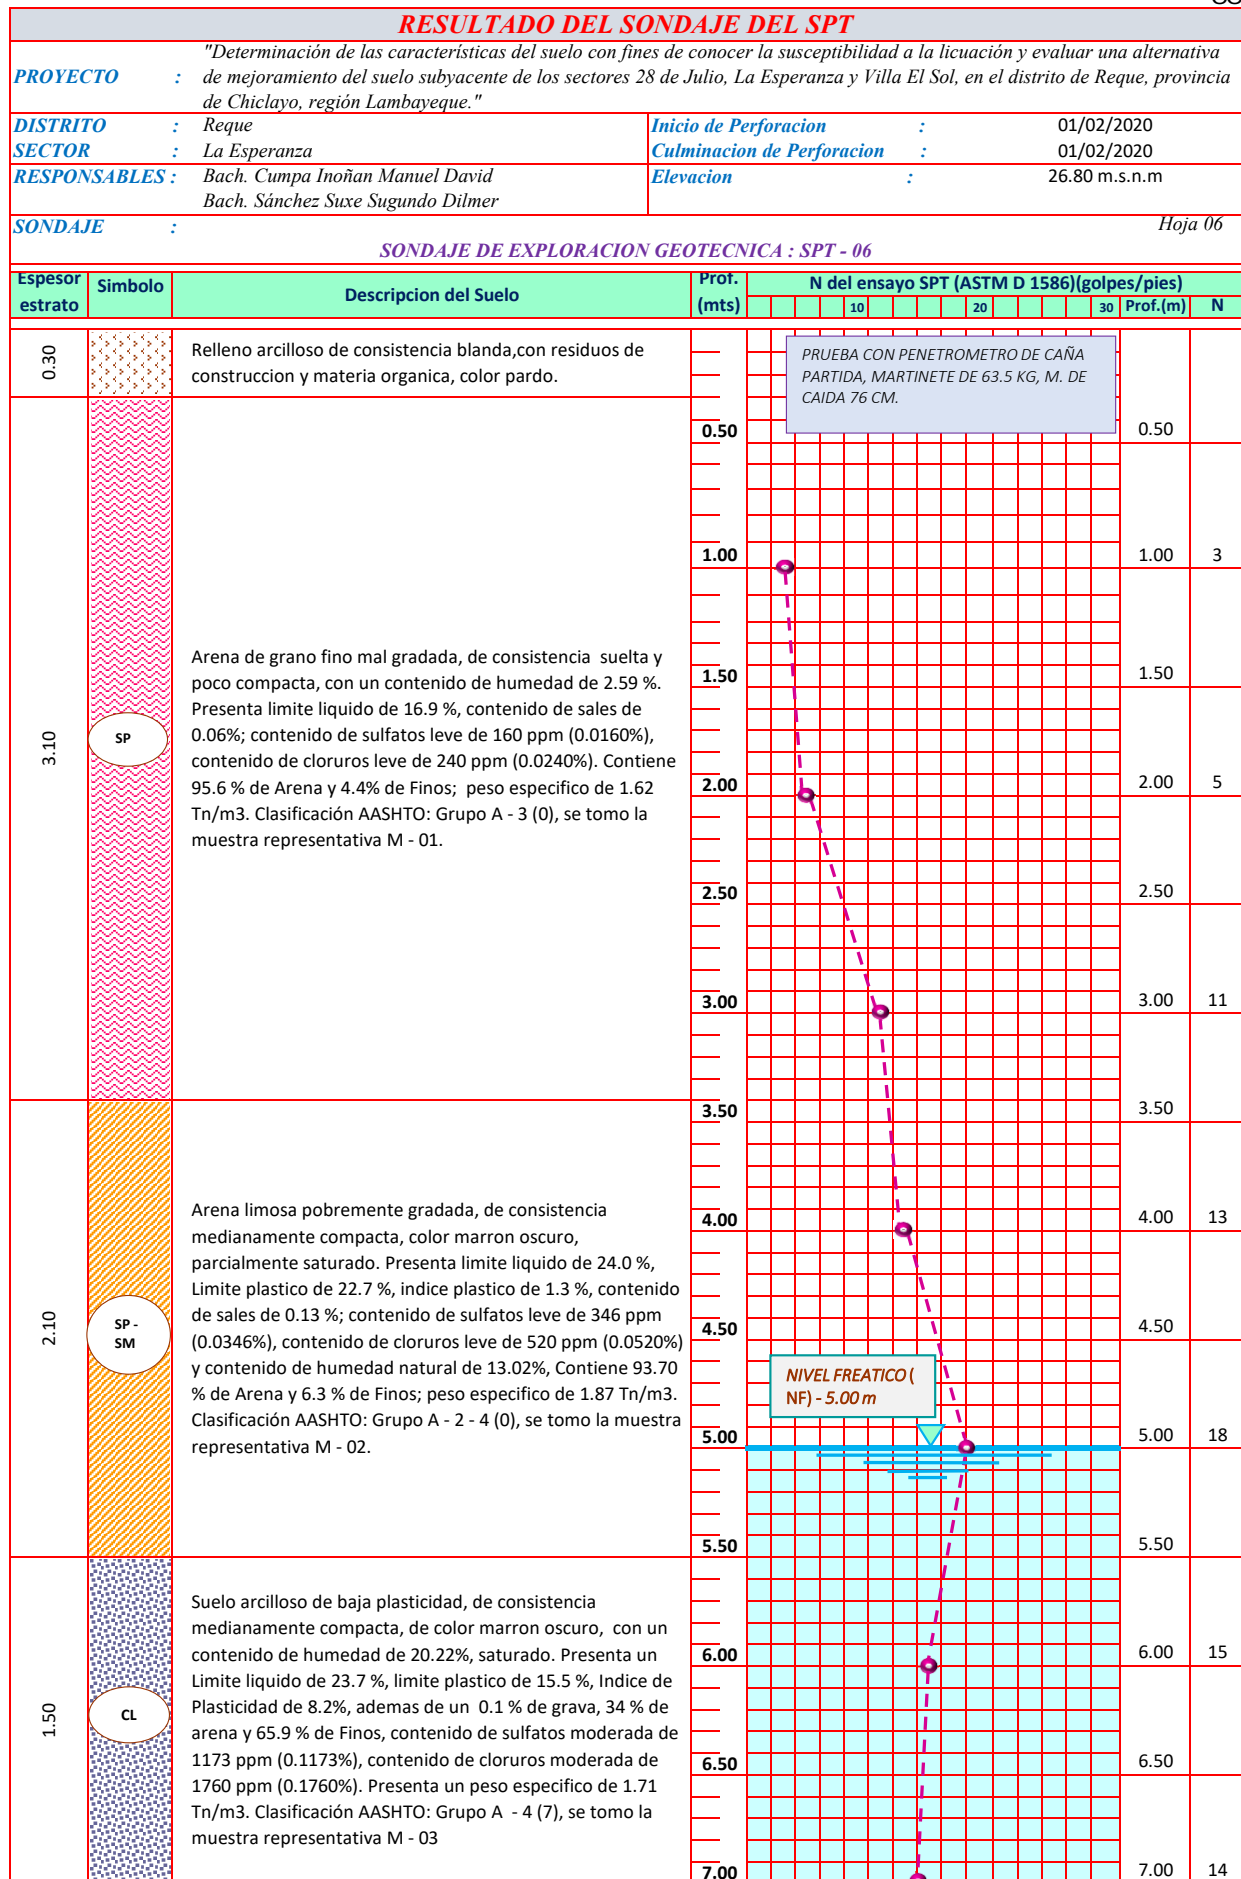 RESULTADO DEL SONDAJE DEL SPT
PROYECTO : "Determinación de las características del suelo con fines de conocer la susceptibilidad a la licuación y evaluar una alternativa
de mejoramiento del suelo subyacente de los sectores 28 de Julio, La Esperanza y Villa El Sol, en el distrito de Reque, provincia
de Chiclayo, región Lambayeque."
DISTRITO : Reque Inicio de Perforacion : 01/02/2020
SECTOR : La Esperanza Culminacion de Perforacion : 01/02/2020
RESPONSABLES : Bach. Cumpa Inoñan Manuel David Elevacion : 26.80 m.s.n.m
Bach. Sánchez Suxe Sugundo Dilmer
SONDAJE : Hoja 06
SONDAJE DE EXPLORACION GEOTECNICA : SPT - 06
Espesor estrato Simbolo Descripcion del Suelo Prof. (mts) N del ensayo SPT (ASTM D 1586)(golpes/pies)
10 20 30 Prof.(m) N
0.30
Relleno arcilloso de consistencia blanda,con residuos de
construccion y materia organica, color pardo.
PRUEBA CON PENETROMETRO DE CAÑA
PARTIDA, MARTINETE DE 63.5 KG, M. DE
CAIDA 76 CM.
0.50 0.50
1.00 1.00 3
1.50 1.50
3.10
SP
Arena de grano fino mal gradada, de consistencia suelta y
poco compacta, con un contenido de humedad de 2.59 %.
Presenta limite liquido de 16.9 %, contenido de sales de
0.06%; contenido de sulfatos leve de 160 ppm (0.0160%),
contenido de cloruros leve de 240 ppm (0.0240%). Contiene
95.6 % de Arena y 4.4% de Finos; peso especifico de 1.62
Tn/m3. Clasificación AASHTO: Grupo A - 3 (0), se tomo la
muestra representativa M - 01.
2.00 2.00 5
2.50 2.50
3.00 3.00 11
3.50 3.50
4.00 4.00 13
2.10
SP -
SM
Arena limosa pobremente gradada, de consistencia
medianamente compacta, color marron oscuro,
parcialmente saturado. Presenta limite liquido de 24.0 %,
Limite plastico de 22.7 %, indice plastico de 1.3 %, contenido
de sales de 0.13 %; contenido de sulfatos leve de 346 ppm
(0.0346%), contenido de cloruros leve de 520 ppm (0.0520%)
y contenido de humedad natural de 13.02%, Contiene 93.70
% de Arena y 6.3 % de Finos; peso especifico de 1.87 Tn/m3.
Clasificación AASHTO: Grupo A - 2 - 4 (0), se tomo la muestra
representativa M - 02.
4.50 4.50
NIVEL FREATICO (
NF) - 5.00 m
5.00 5.00 18
5.50 5.50
1.50
CL
Suelo arcilloso de baja plasticidad, de consistencia
medianamente compacta, de color marron oscuro, con un
contenido de humedad de 20.22%, saturado. Presenta un
Limite liquido de 23.7 %, limite plastico de 15.5 %, Indice de
Plasticidad de 8.2%, ademas de un 0.1 % de grava, 34 % de
arena y 65.9 % de Finos, contenido de sulfatos moderada de
1173 ppm (0.1173%), contenido de cloruros moderada de
1760 ppm (0.1760%). Presenta un peso especifico de 1.71
Tn/m3. Clasificación AASHTO: Grupo A - 4 (7), se tomo la
muestra representativa M - 03
6.00 6.00 15
6.50 6.50
7.00 7.00 14